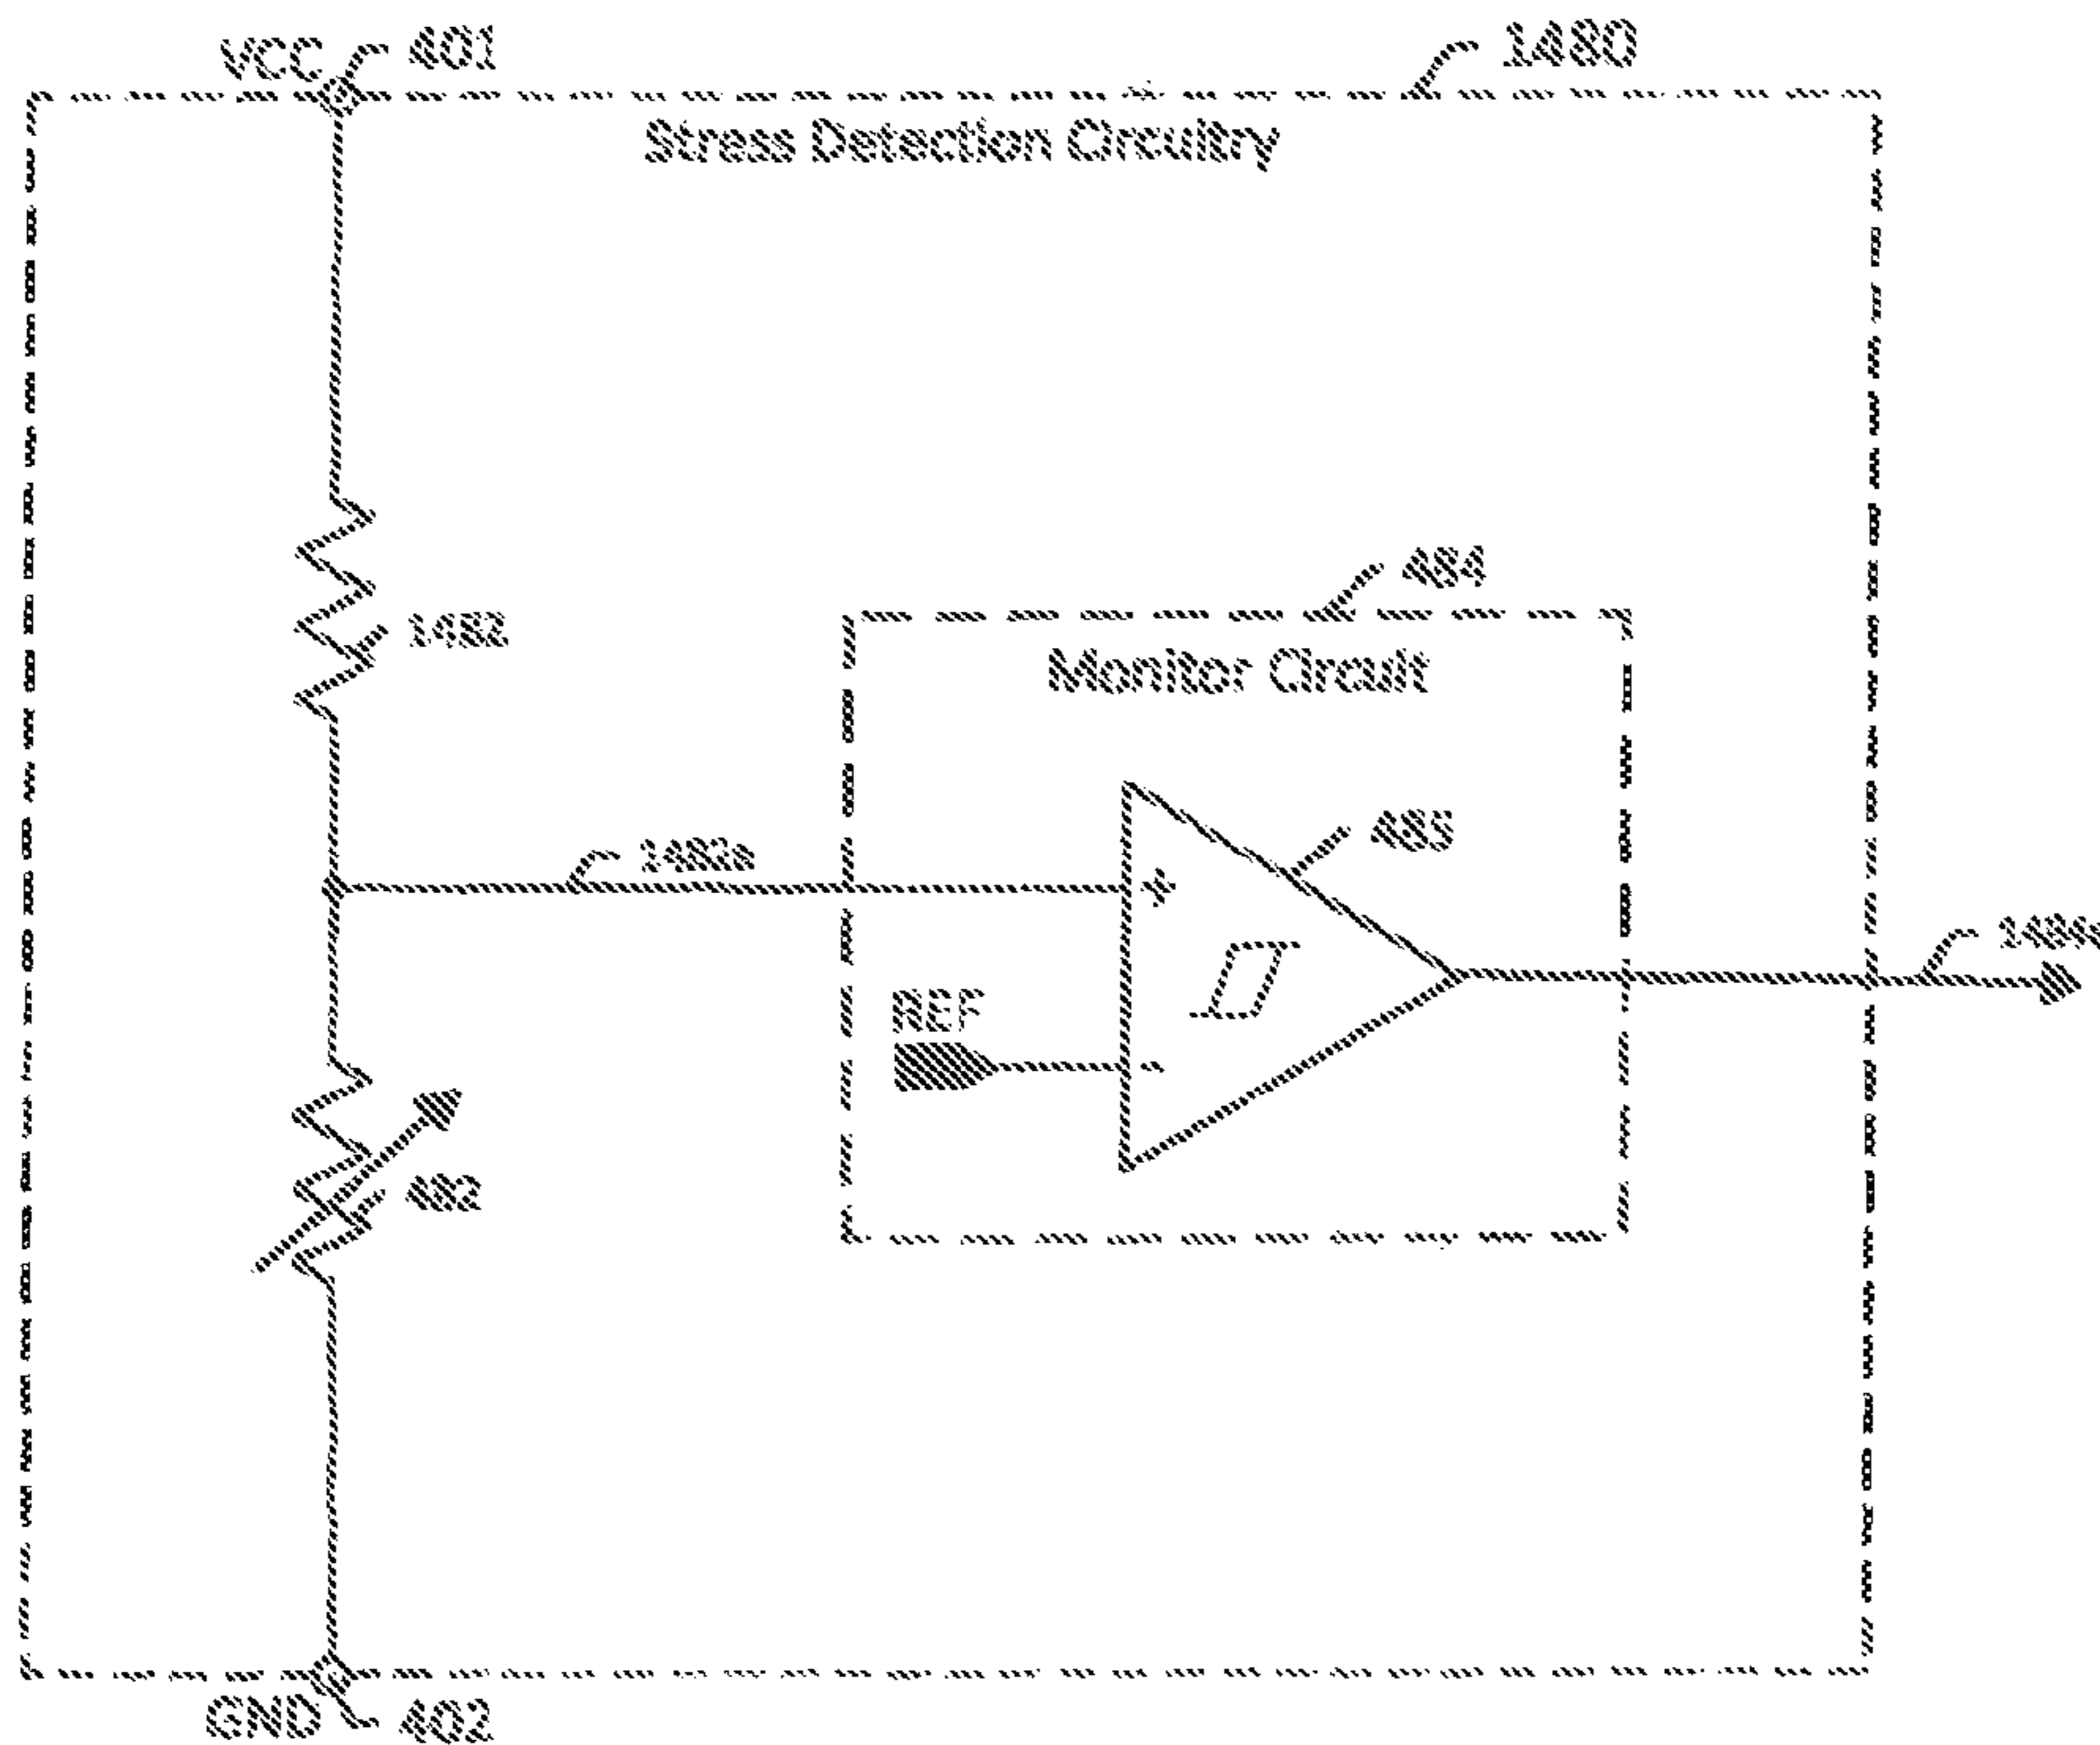 VCC 401
1480
Stress Detection Circuitry
484
1482
Monitor Circuit
485
1482a
+
REF
-
482
GND 402